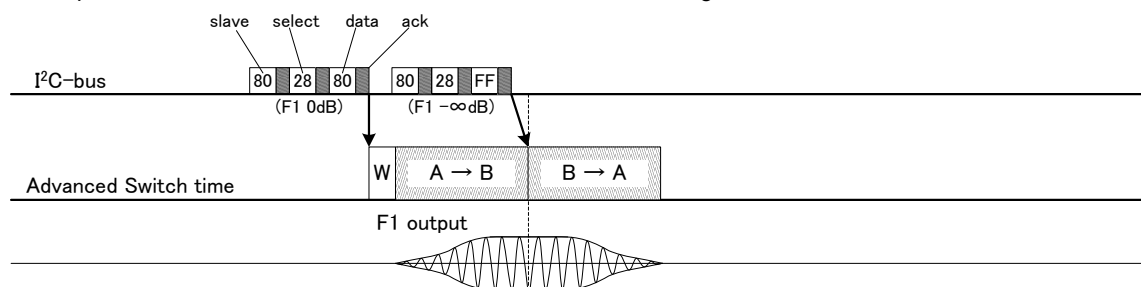 slave select data ack
I²C-bus
80 28 80 80 28 FF
(F1 0dB) (F1 −∞dB)
W A → B B → A
Advanced Switch time
F1 output